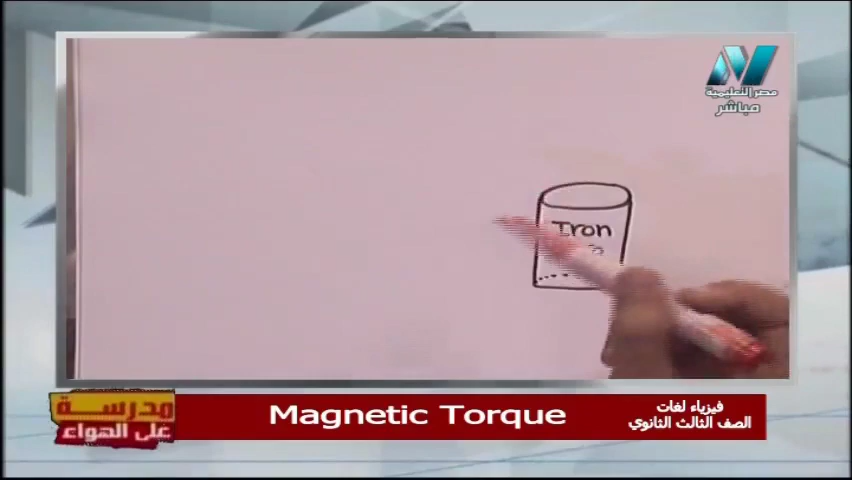 مصر التعليمية
مباشر
Iron
مدرسة
على الهواء
Magnetic Torque
فيزياء لغات
الصف الثالث الثانوي